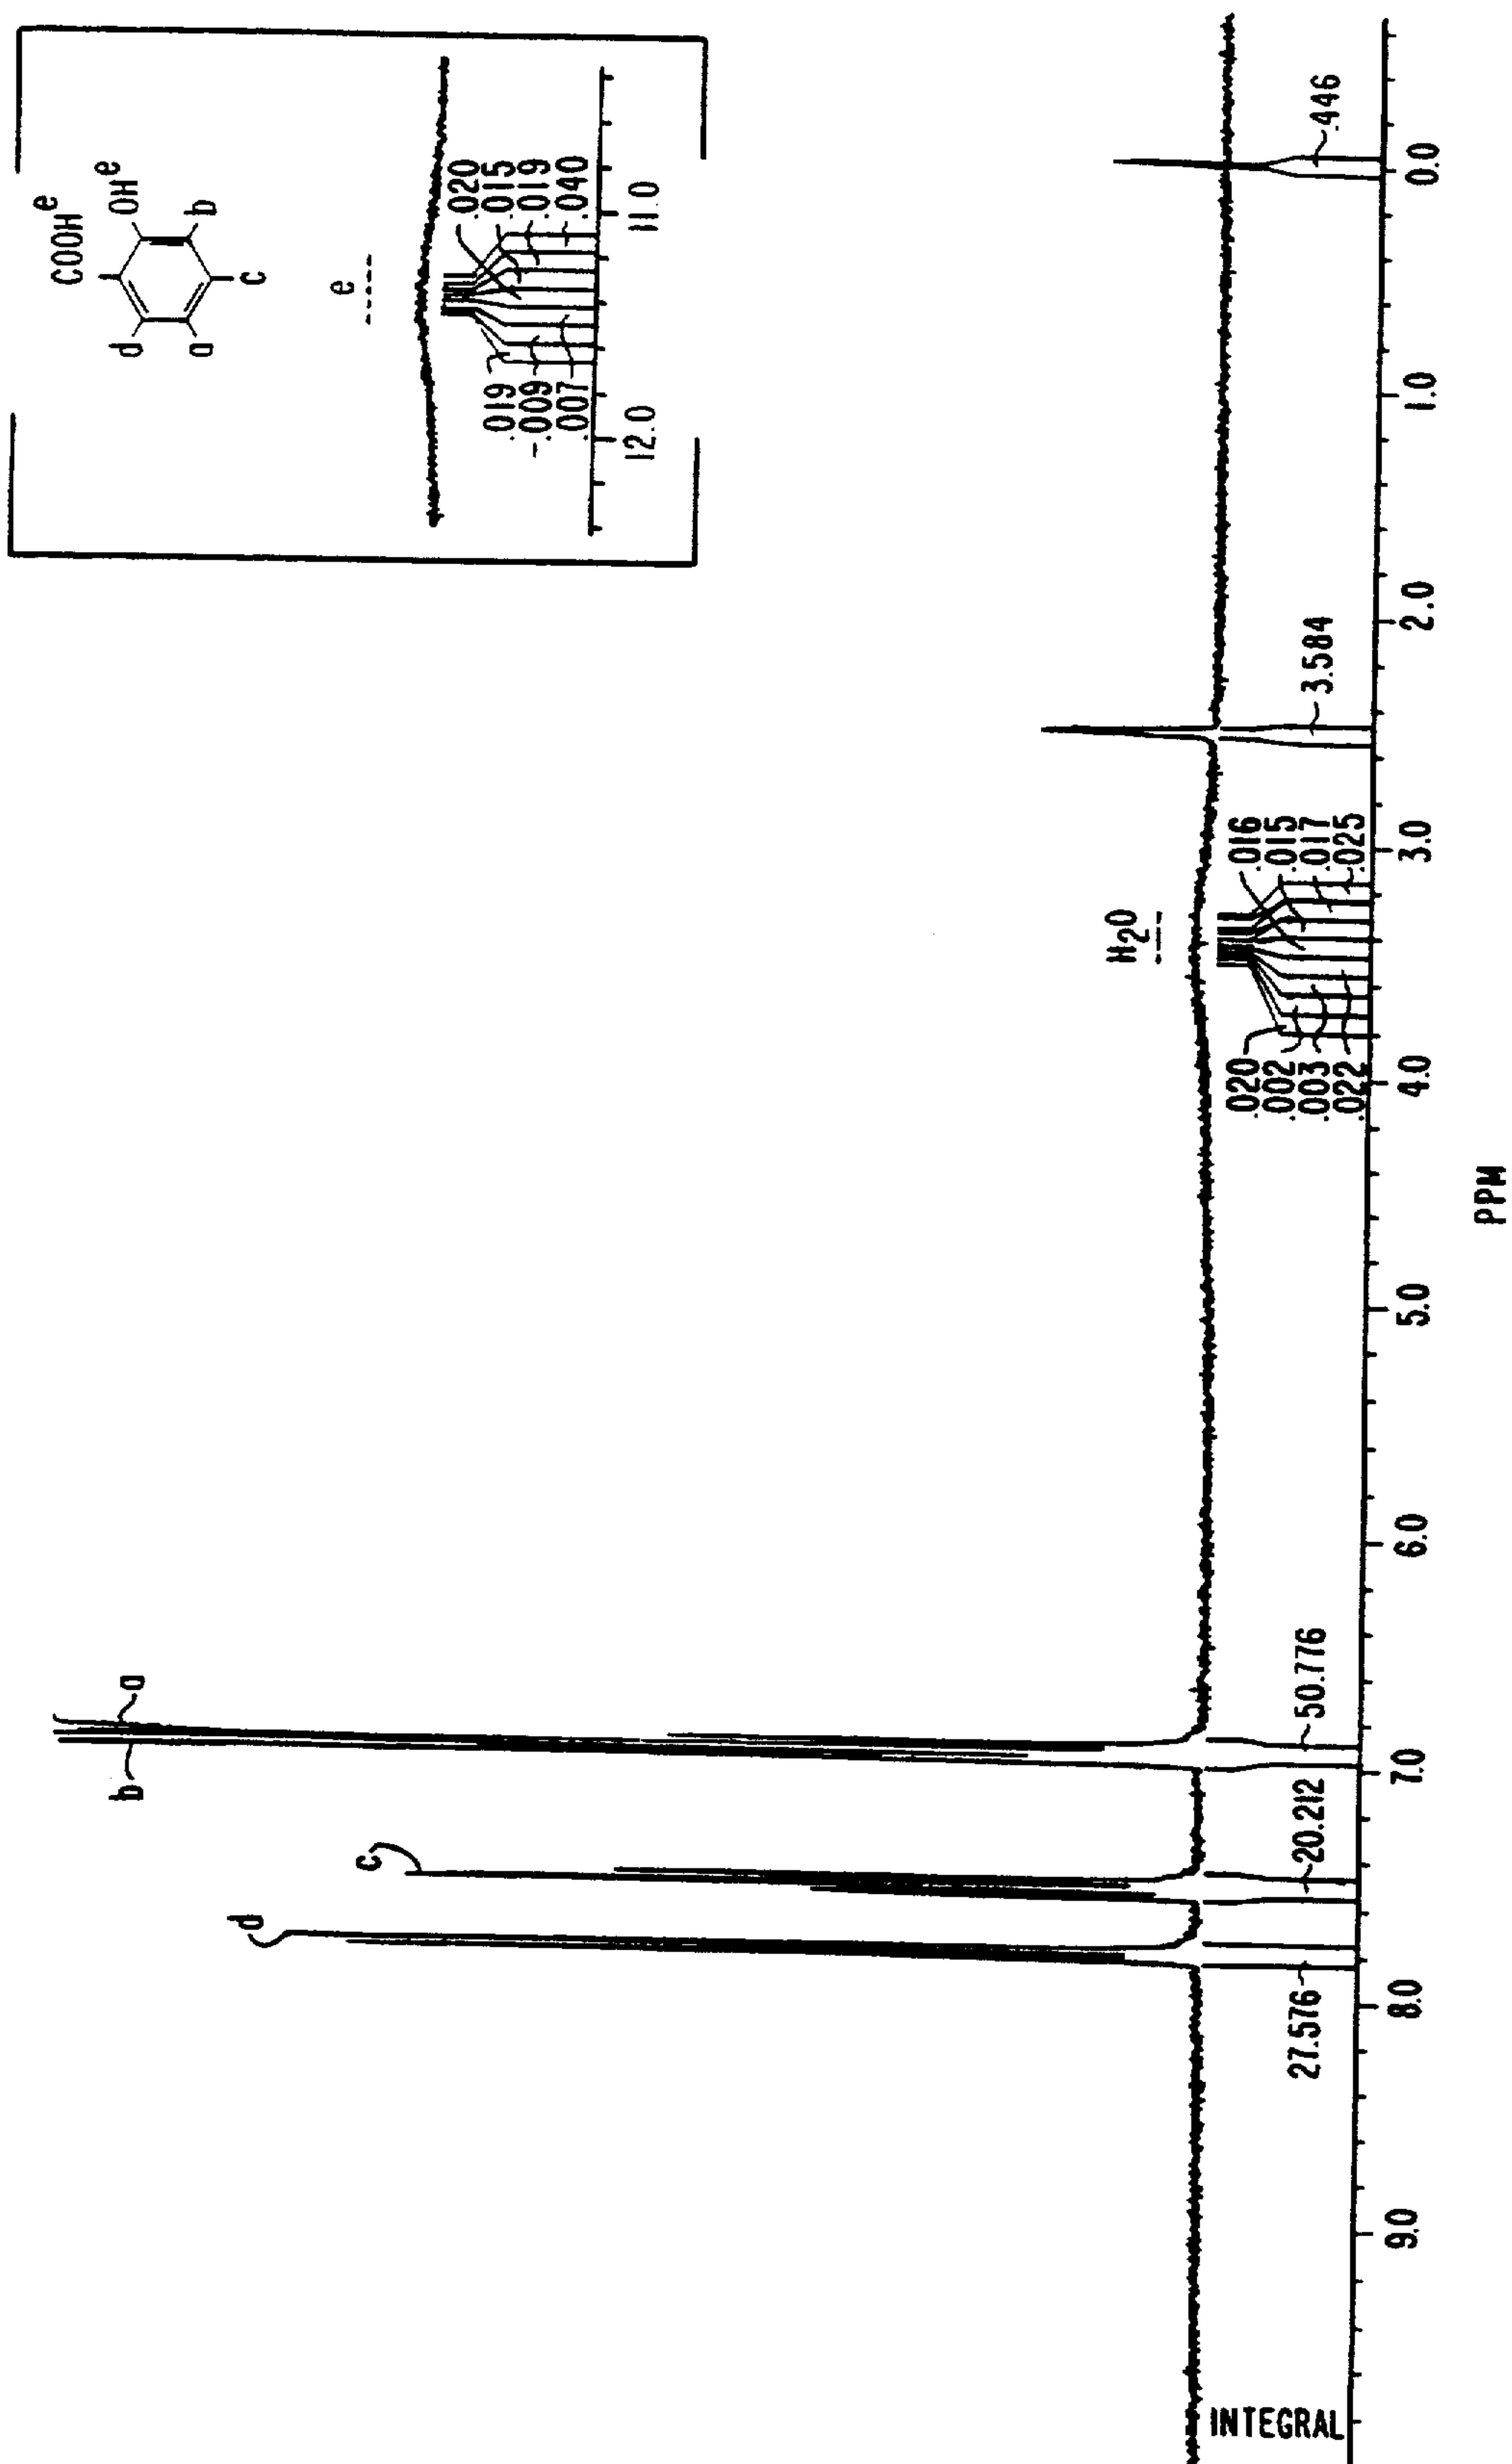 COOH e
OH e
d
b
a
c
e
.020
.015
.019
.040
.019
-.009
.007
12.0
11.0
b
a
d
c
H2O
.016
.015
.017
.025
.020
.002
.003
.022
INTEGRAL
27.576
20.212
50.776
3.584
.446
9.0
8.0
7.0
6.0
5.0
4.0
3.0
2.0
1.0
0.0
PPM